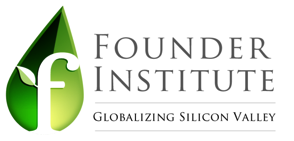 f
FOUNDER
INSTITUTE
GLOBALIZING SILICON VALLEY